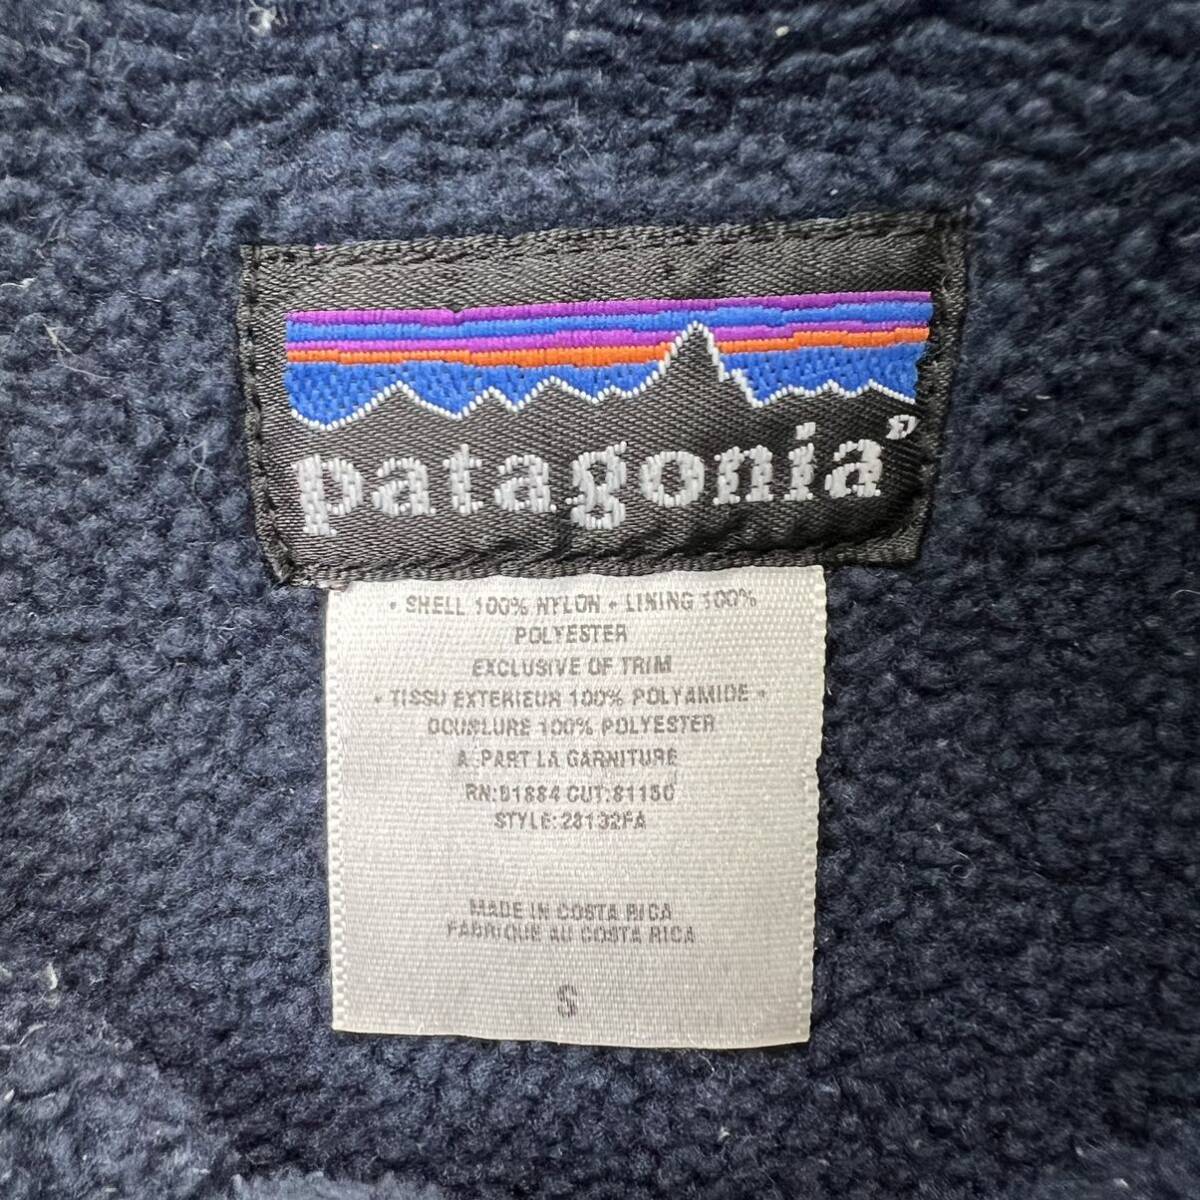 patagonia®
• SHELL 100% NYLON • LINING 100%
POLYESTER
EXCLUSIVE OF TRIM
• TISSU EXTERIEUR 100% POLYAMIDE •
DOUBLURE 100% POLYESTER
A PART LA GARNITURE
RN:51884 CUT:81150
STYLE:28132FA
MADE IN COSTA RICA
FABRIQUE AU COSTA RICA
S